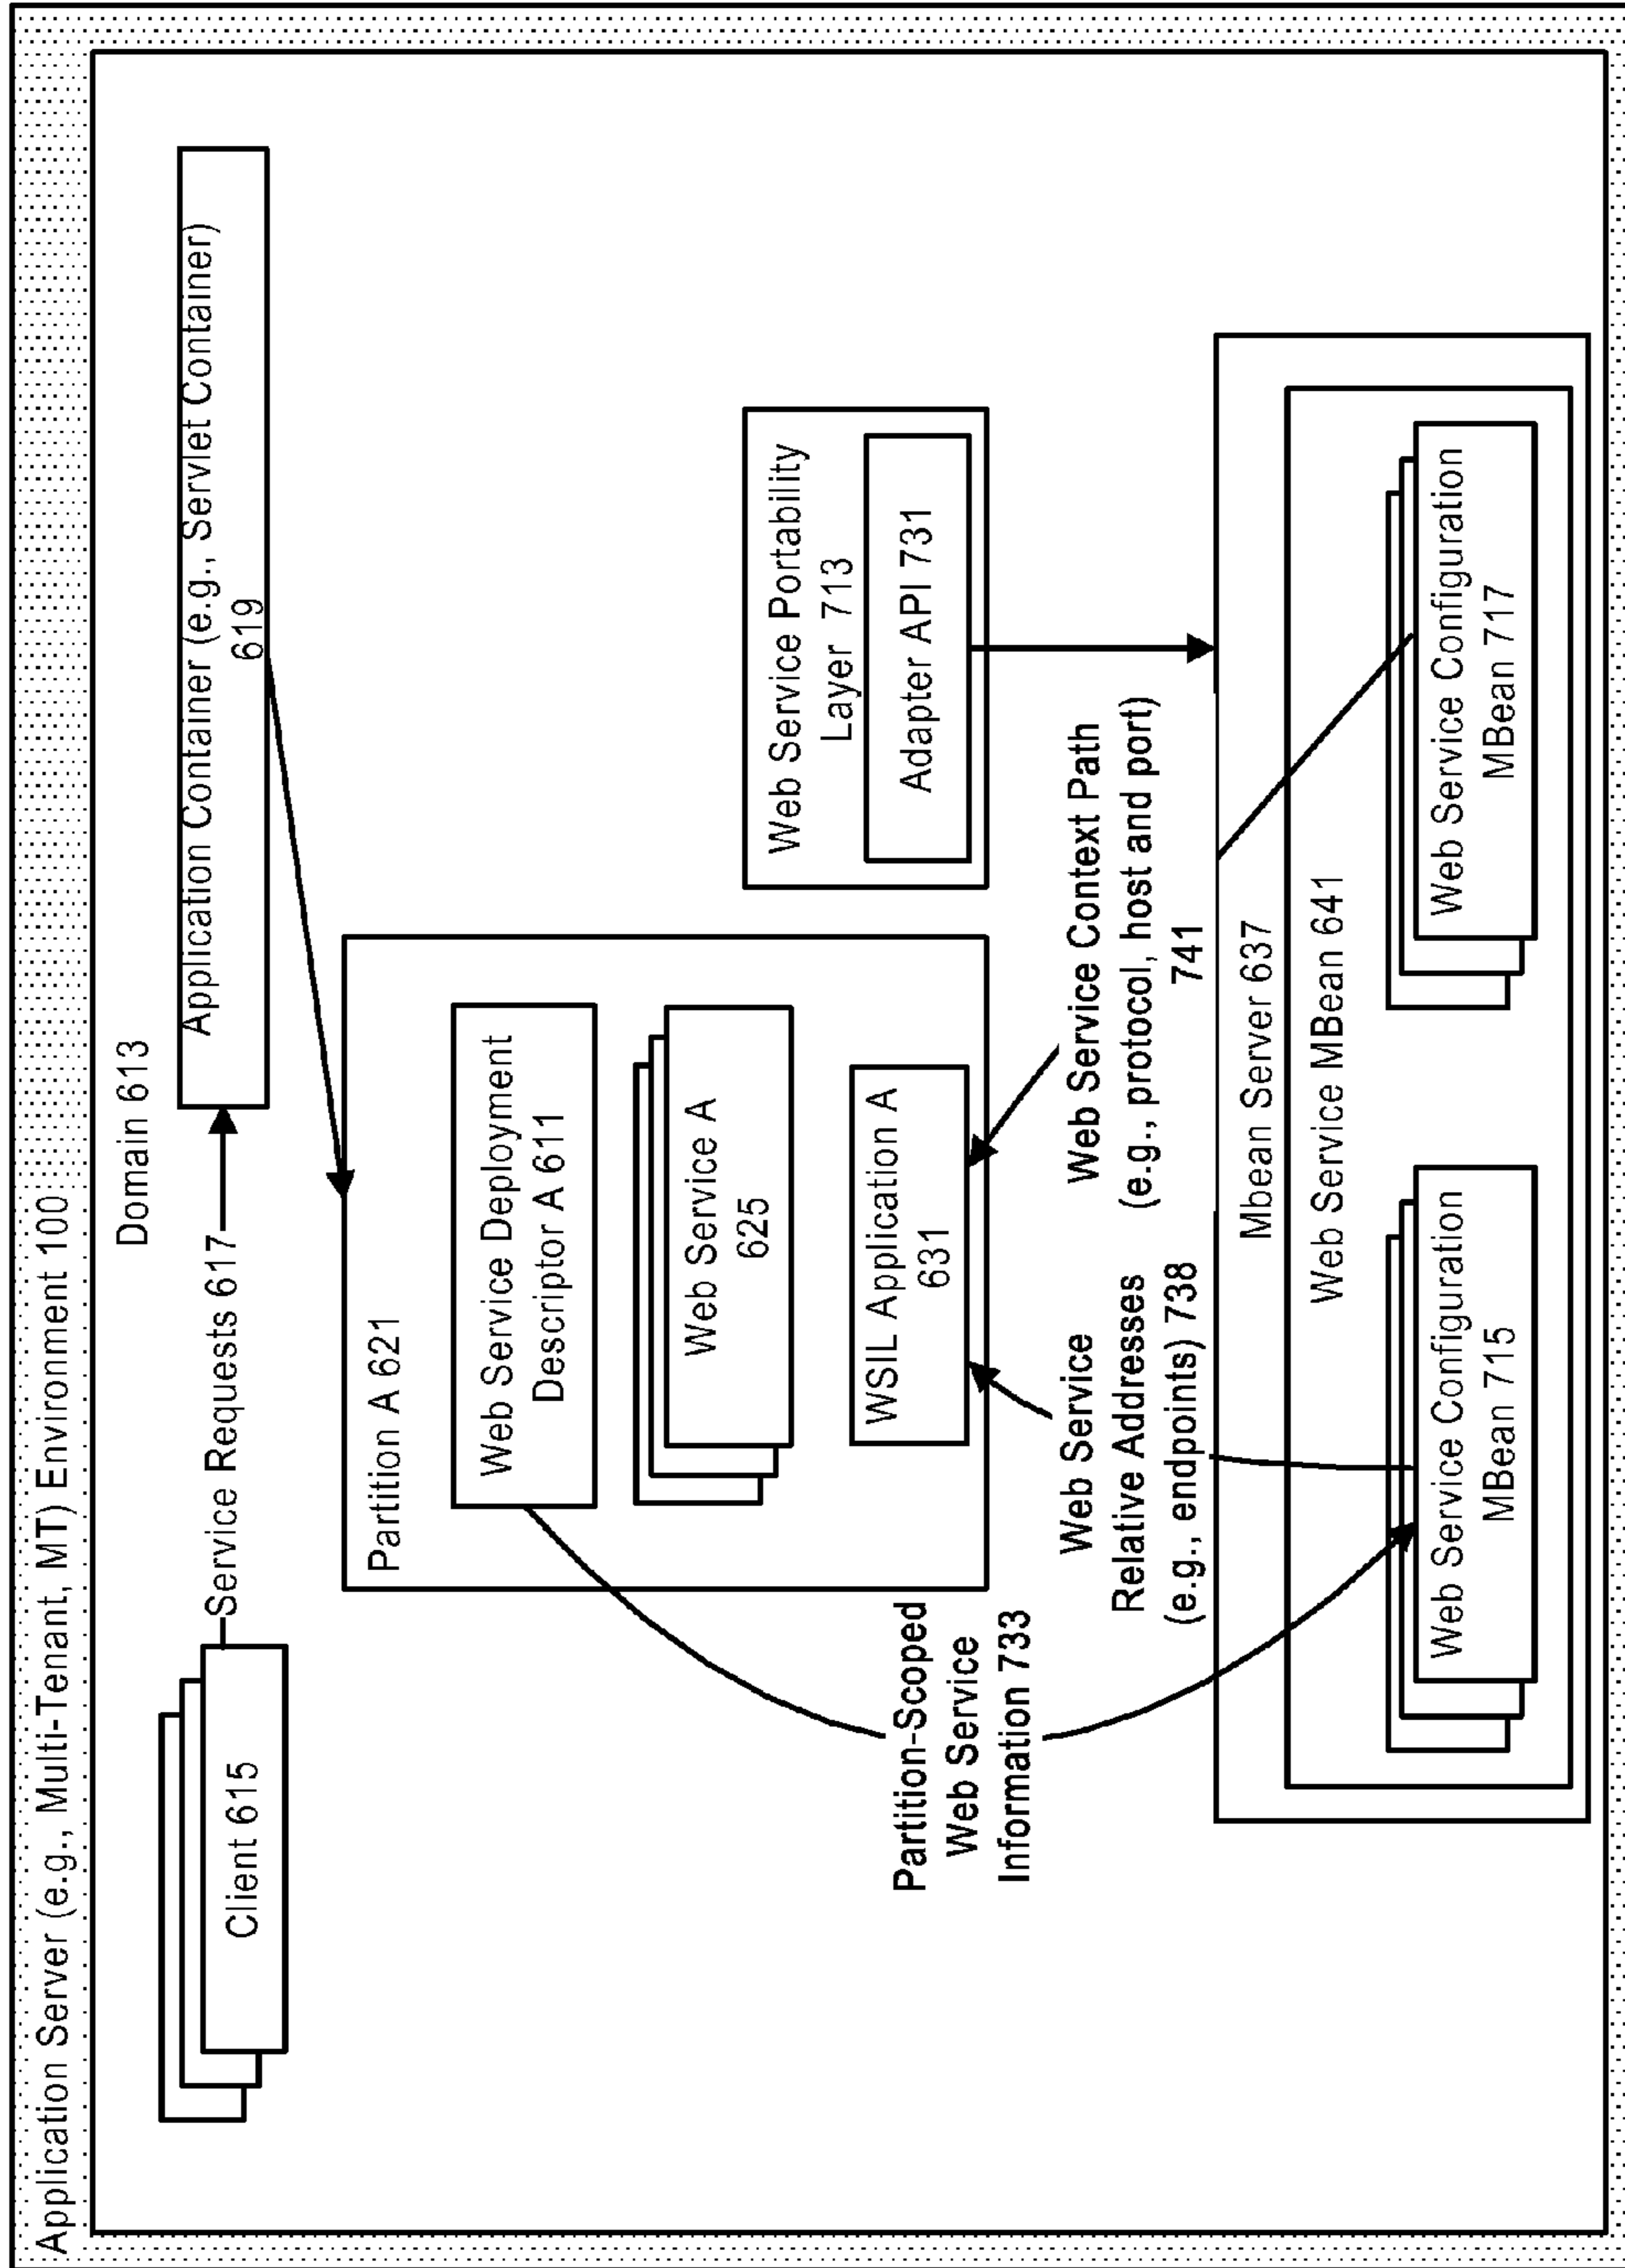 Application Server (e.g., Multi-Tenant, MT) Environment 100
Domain 613
Client 615
Service Requests 617
Application Container (e.g., Servlet Container)
619
Partition A 621
Web Service Deployment
Descriptor A 611
Web Service A
625
WSIL Application A
631
Web Service Portability
Layer 713
Adapter API 731
Partition-Scoped
Web Service
Information 733
Web Service
Relative Addresses
(e.g., endpoints) 738
Web Service Context Path
(e.g., protocol, host and port)
741
Mbean Server 637
Web Service MBean 641
Web Service Configuration
MBean 715
Web Service Configuration
MBean 717